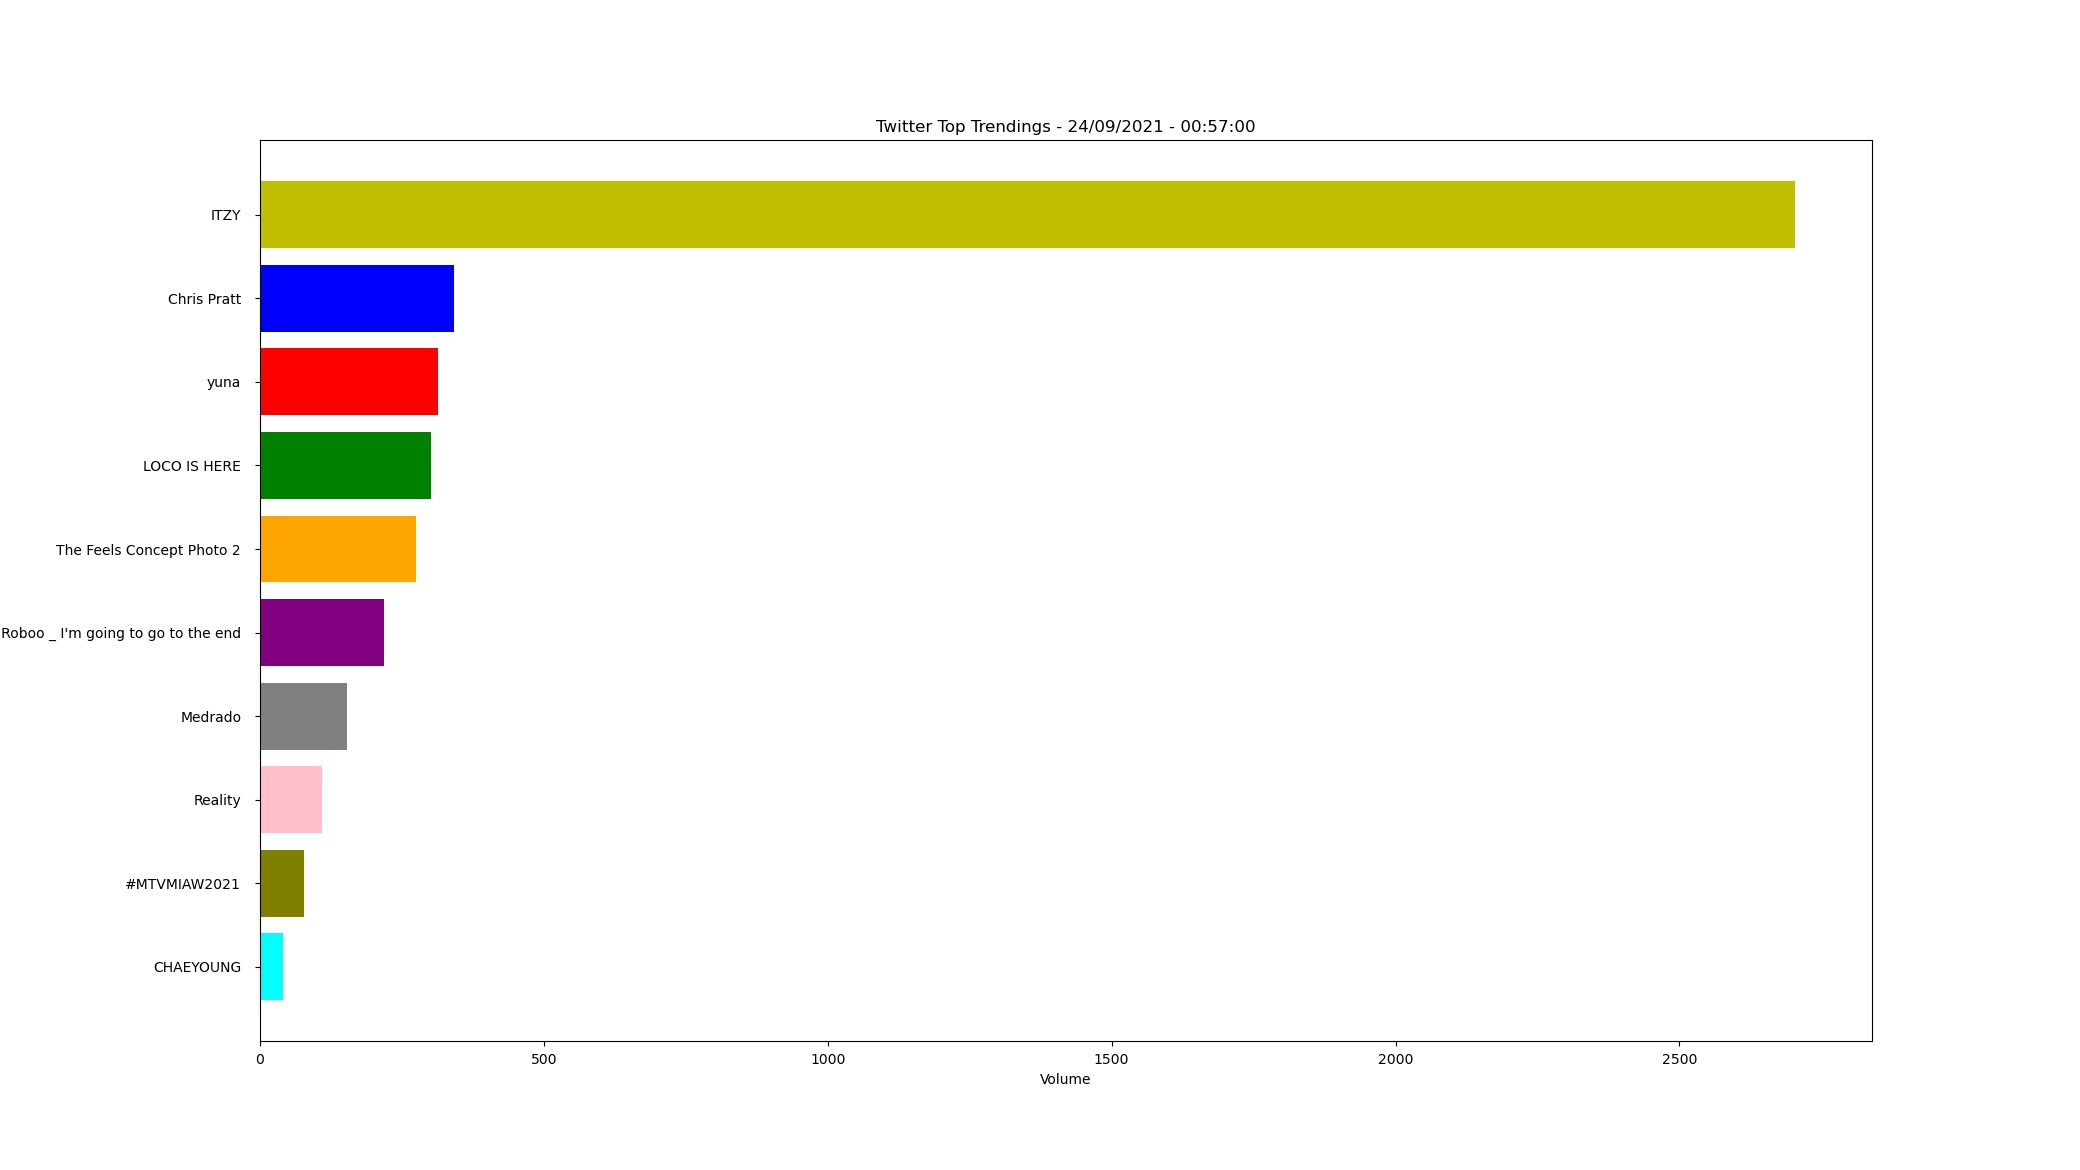 Twitter Top Trendings - 24/09/2021 - 00:57:00
ITZY
Chris Pratt
yuna
LOCO IS HERE
The Feels Concept Photo 2
Roboo _ I'm going to go to the end
Medrado
Reality
#MTVMIAW2021
CHAEYOUNG
0 500 1000 1500 2000 2500
Volume